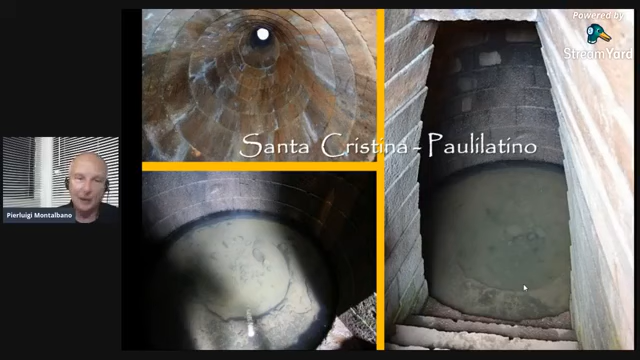 Powered by
StreamYard
Santa Cristina - Paulilatino
Pierluigi Montalbano